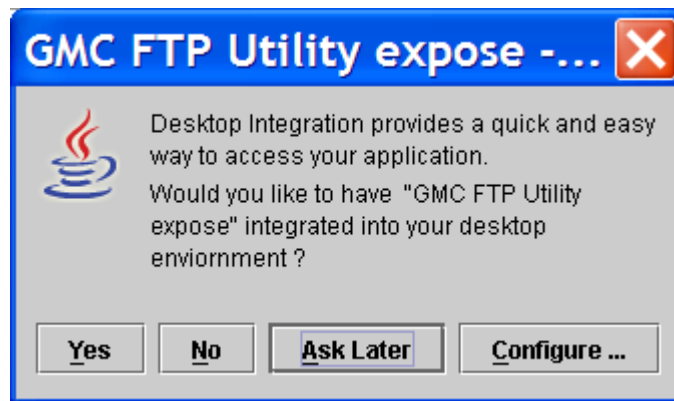 GMC FTP Utility expose -...
Desktop Integration provides a quick and easy
way to access your application.
Would you like to have "GMC FTP Utility
expose" integrated into your desktop
enviornment ?
Yes No Ask Later Configure ...